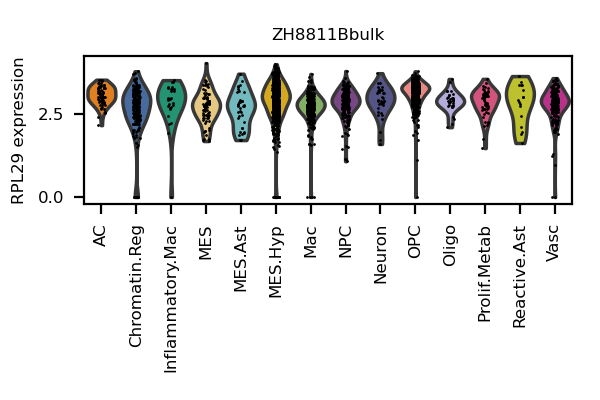 ZH8811Bbulk
RPL29 expression
2.5
0.0
AC
Chromatin.Reg
Inflammatory.Mac
MES
MES.Ast
MES.Hyp
Mac
NPC
Neuron
OPC
Oligo
Prolif.Metab
Reactive.Ast
Vasc